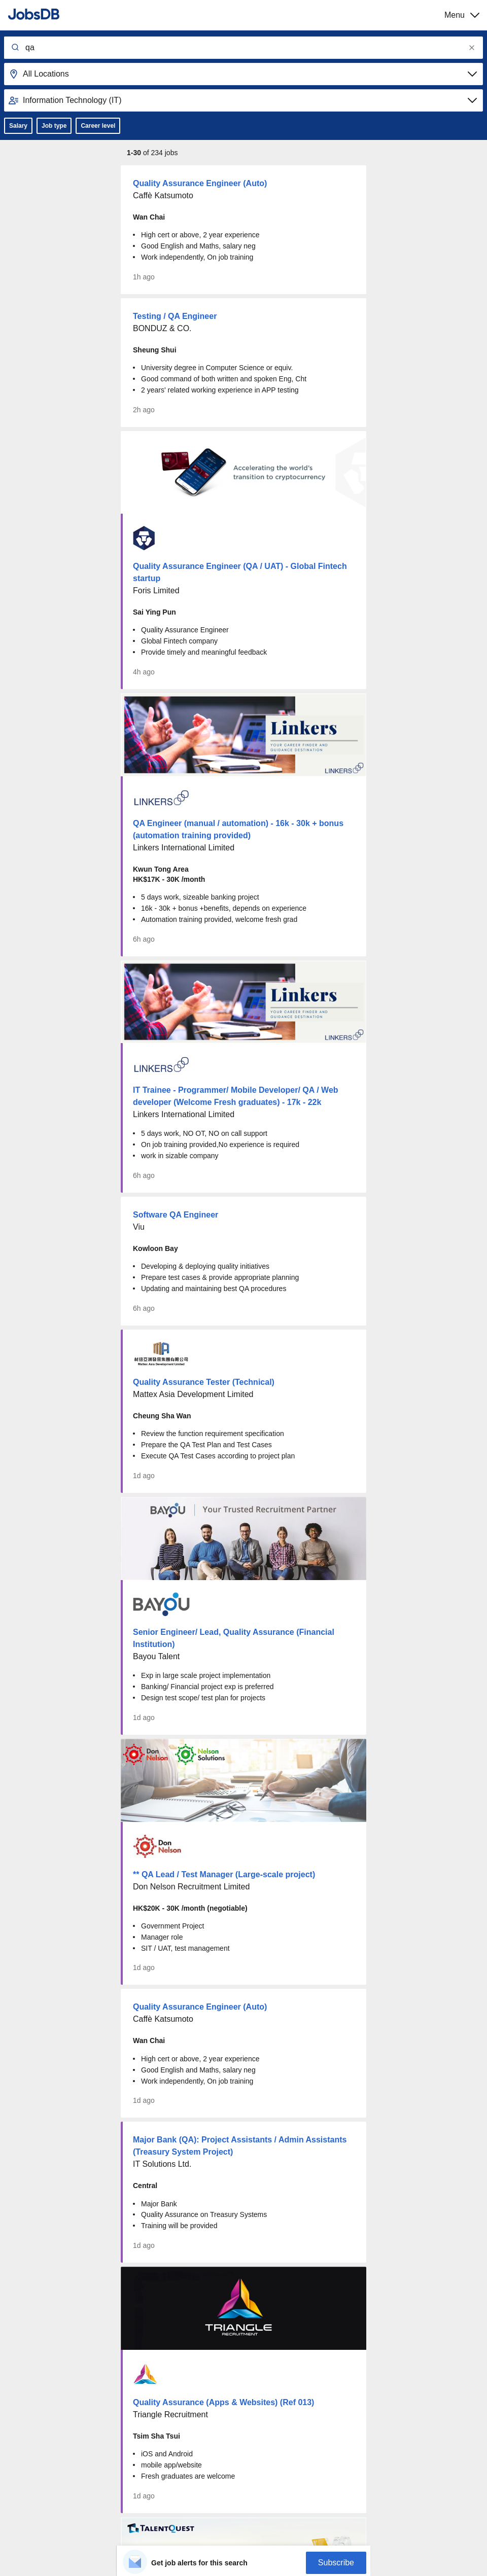 JobsDB
Menu
qa
All Locations
Information Technology (IT)
Salary
Job type
Career level
1-30 of 234 jobs
Quality Assurance Engineer (Auto)
Caffè Katsumoto
Wan Chai
• High cert or above, 2 year experience
• Good English and Maths, salary neg
• Work independently, On job training
1h ago
Testing / QA Engineer
BONDUZ & CO.
Sheung Shui
• University degree in Computer Science or equiv.
• Good command of both written and spoken Eng, Cht
• 2 years' related working experience in APP testing
2h ago
Accelerating the world's
transition to cryptocurrency
Quality Assurance Engineer (QA / UAT) - Global Fintech
startup
Foris Limited
Sai Ying Pun
• Quality Assurance Engineer
• Global Fintech company
• Provide timely and meaningful feedback
4h ago
Linkers
YOUR CAREER FINDER AND
GUIDANCE DESTINATION
LINKERS
LINKERS
QA Engineer (manual / automation) - 16k - 30k + bonus
(automation training provided)
Linkers International Limited
Kwun Tong Area
HK$17K - 30K /month
• 5 days work, sizeable banking project
• 16k - 30k + bonus +benefits, depends on experience
• Automation training provided, welcome fresh grad
6h ago
Linkers
YOUR CAREER FINDER AND
GUIDANCE DESTINATION
LINKERS
LINKERS
IT Trainee - Programmer/ Mobile Developer/ QA / Web
developer (Welcome Fresh graduates) - 17k - 22k
Linkers International Limited
• 5 days work, NO OT, NO on call support
• On job training provided,No experience is required
• work in sizable company
6h ago
Software QA Engineer
Viu
Kowloon Bay
• Developing & deploying quality initiatives
• Prepare test cases & provide appropriate planning
• Updating and maintaining best QA procedures
6h ago
Mattex Asia Development Limited
Quality Assurance Tester (Technical)
Mattex Asia Development Limited
Cheung Sha Wan
• Review the function requirement specification
• Prepare the QA Test Plan and Test Cases
• Execute QA Test Cases according to project plan
1d ago
BAYOU
Your Trusted Recruitment Partner
BAYOU
Senior Engineer/ Lead, Quality Assurance (Financial
Institution)
Bayou Talent
• Exp in large scale project implementation
• Banking/ Financial project exp is preferred
• Design test scope/ test plan for projects
1d ago
Don Nelson
Nelson Solutions
Don
Nelson
** QA Lead / Test Manager (Large-scale project)
Don Nelson Recruitment Limited
HK$20K - 30K /month (negotiable)
• Government Project
• Manager role
• SIT / UAT, test management
1d ago
Quality Assurance Engineer (Auto)
Caffè Katsumoto
Wan Chai
• High cert or above, 2 year experience
• Good English and Maths, salary neg
• Work independently, On job training
1d ago
Major Bank (QA): Project Assistants / Admin Assistants
(Treasury System Project)
IT Solutions Ltd.
Central
• Major Bank
• Quality Assurance on Treasury Systems
• Training will be provided
1d ago
TRIANGLE
RECRUITMENT
Quality Assurance (Apps & Websites) (Ref 013)
Triangle Recruitment
Tsim Sha Tsui
• iOS and Android
• mobile app/website
• Fresh graduates are welcome
1d ago
TALENTQUEST
Get job alerts for this search
Subscribe